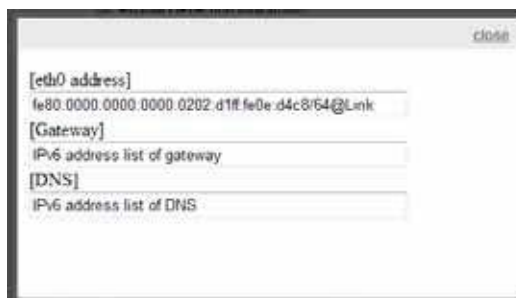 close
[eth0 address]
fe80:0000:0000:0000:0202:d1ff:fe0e:d4c8/64@Link
[Gateway]
IPv6 address list of gateway
[DNS]
IPv6 address list of DNS